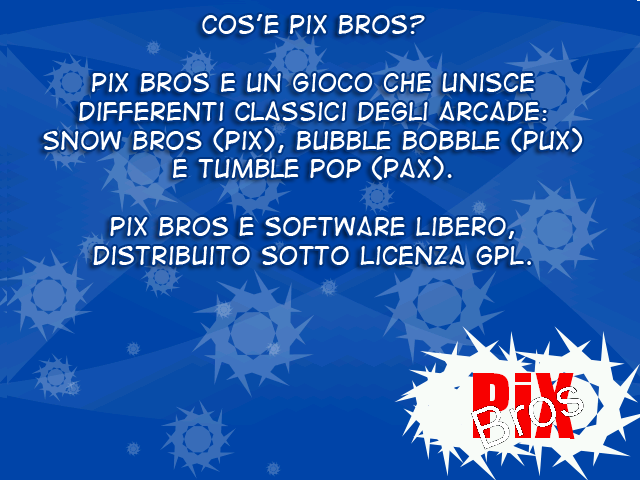 COS'E PIX BROS?
PIX BROS E UN GIOCO CHE UNISCE
DIFFERENTI CLASSICI DEGLI ARCADE:
SNOW BROS (PIX), BUBBLE BOBBLE (PUX)
E TUMBLE POP (PAX).
PIX BROS E SOFTWARE LIBERO,
DISTRIBUITO SOTTO LICENZA GPL.
PiX
Bros